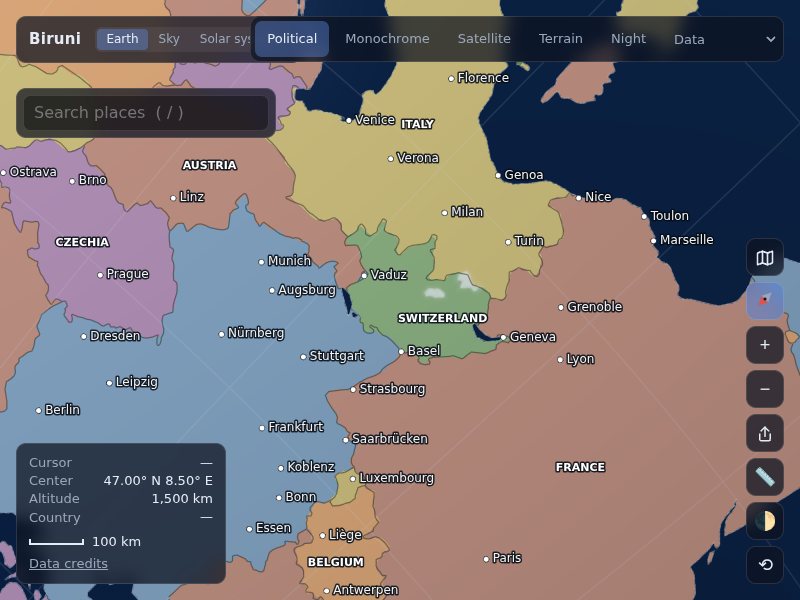 Biruni Earth Sky Solar sys Political Monochrome Satellite Terrain Night Data
Search places ( / )
Florence
Venice
ITALY
Verona
Genoa
AUSTRIA
Ostrava
Brno
Linz
Nice
Milan
Toulon
Marseille
CZECHIA
Turin
Munich
Prague
Vaduz
Augsburg
Grenoble
SWITZERLAND
Dresden
Nürnberg
Geneva
Basel
Stuttgart
Lyon
Leipzig
Strasbourg
Berlin
Frankfurt
Saarbrücken
Koblenz
FRANCE
Luxembourg
Bonn
Essen
Liège
Paris
BELGIUM
Antwerpen
Cursor —
Center 47.00° N 8.50° E
Altitude 1,500 km
Country —
100 km
Data credits